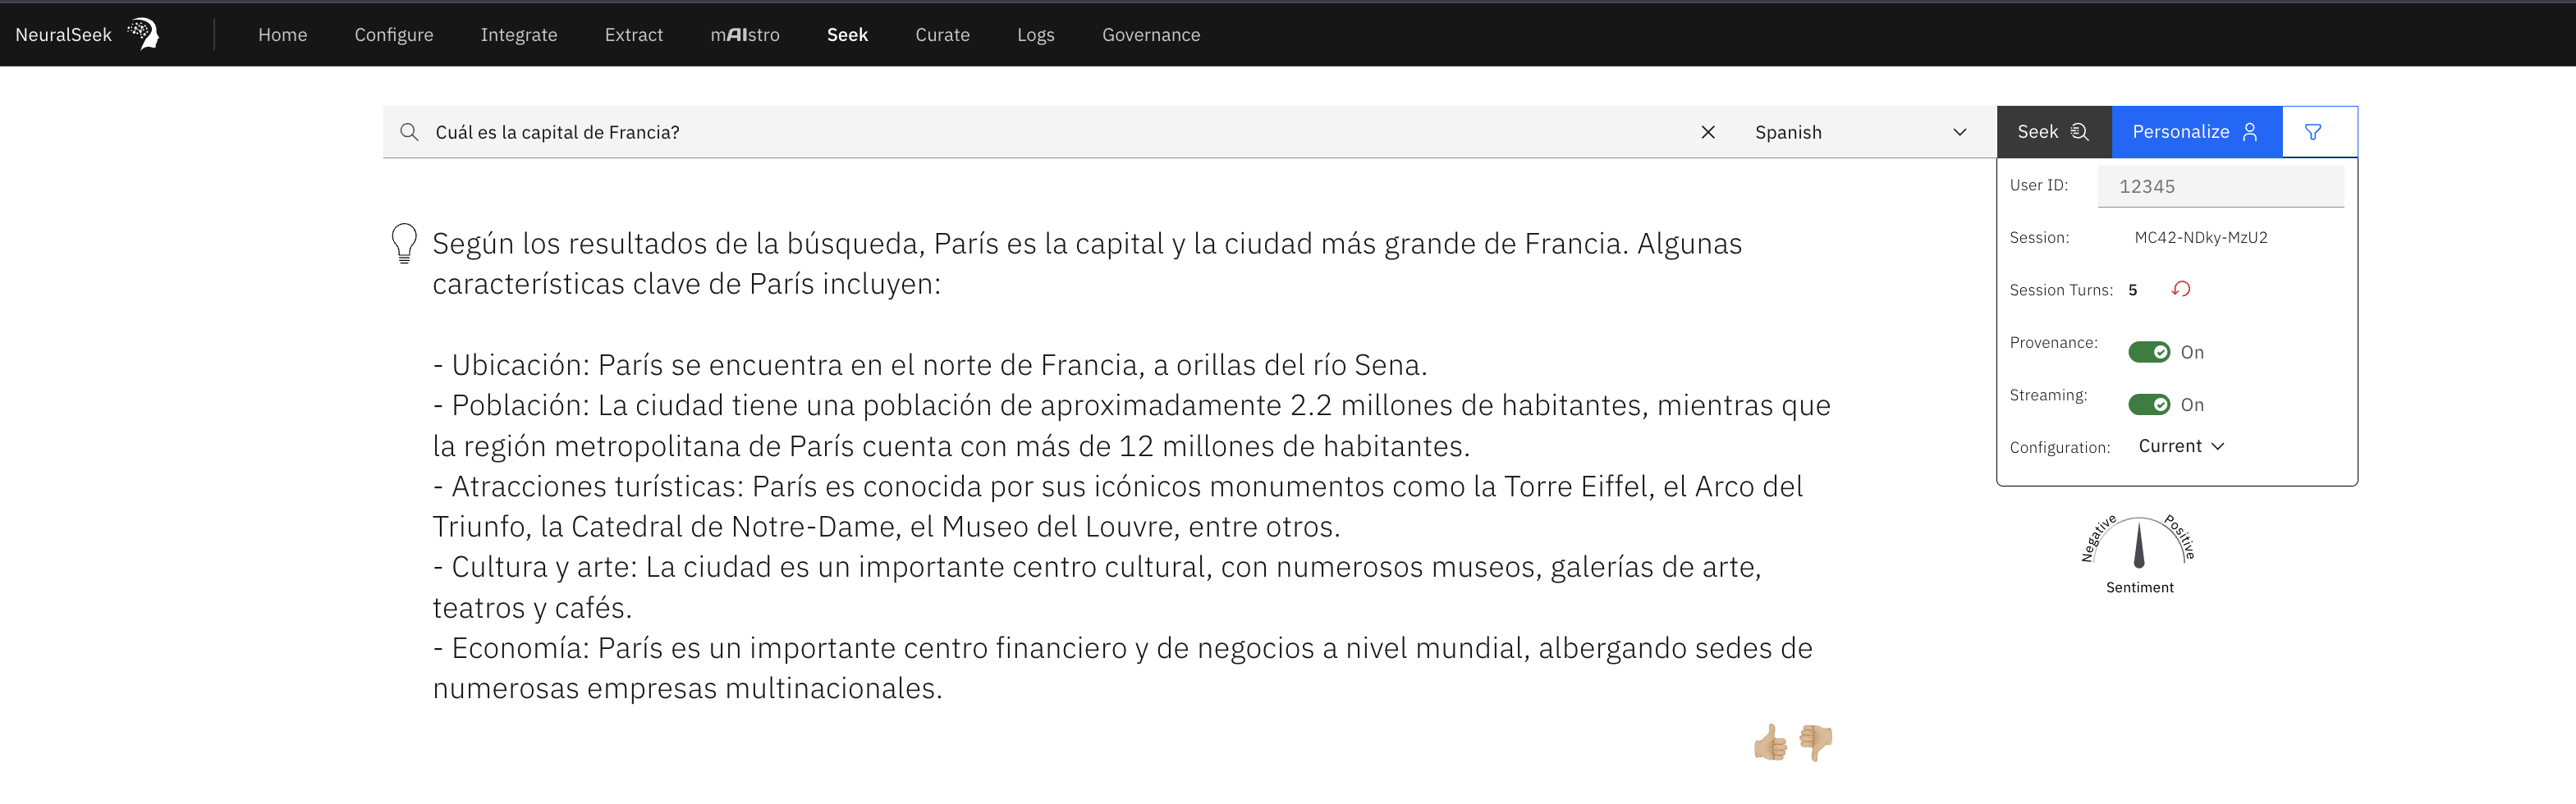 NeuralSeek Home Configure Integrate Extract mAIstro Seek Curate Logs Governance
Cuál es la capital de Francia? Spanish Seek Personalize
User ID: 12345
Session: MC42-NDky-MzU2
Session Turns: 5
Provenance: On
Streaming: On
Configuration: Current
Negative Positive
Sentiment
Según los resultados de la búsqueda, París es la capital y la ciudad más grande de Francia. Algunas
características clave de París incluyen:
- Ubicación: París se encuentra en el norte de Francia, a orillas del río Sena.
- Población: La ciudad tiene una población de aproximadamente 2.2 millones de habitantes, mientras que
la región metropolitana de París cuenta con más de 12 millones de habitantes.
- Atracciones turísticas: París es conocida por sus icónicos monumentos como la Torre Eiffel, el Arco del
Triunfo, la Catedral de Notre-Dame, el Museo del Louvre, entre otros.
- Cultura y arte: La ciudad es un importante centro cultural, con numerosos museos, galerías de arte,
teatros y cafés.
- Economía: París es un importante centro financiero y de negocios a nivel mundial, albergando sedes de
numerosas empresas multinacionales.